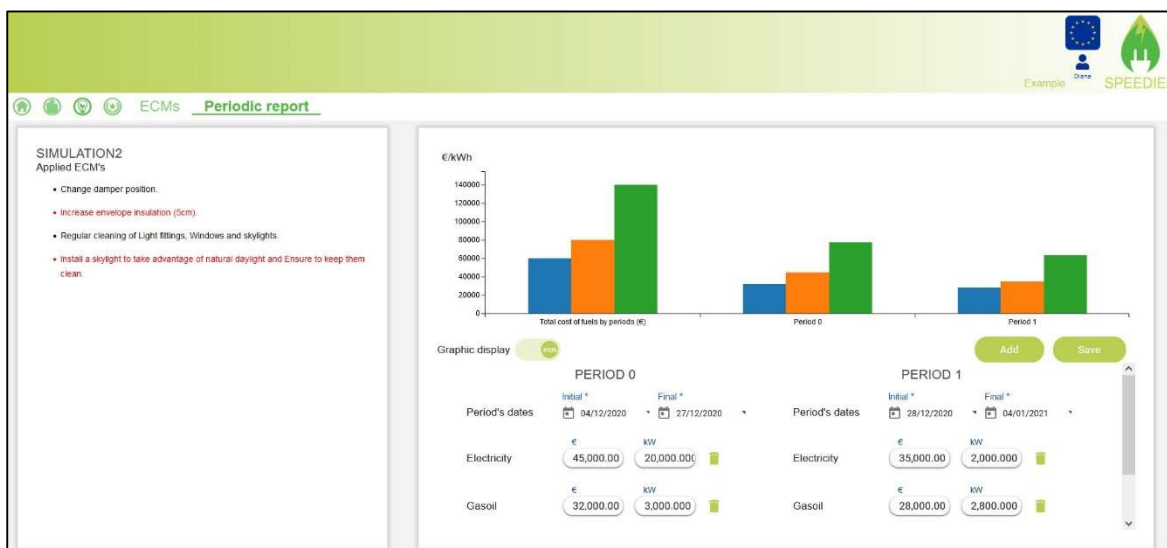 Example
Diana
SPEEDIE
ECMs Periodic report
SIMULATION2
Applied ECM's
• Change damper position.
• Increase envelope insulation (5cm).
• Regular cleaning of Light fittings, Windows and skylights.
• Install a skylight to take advantage of natural daylight and Ensure to keep them
clean.
€/kWh
140000
120000
100000
80000
60000
40000
20000
0
Total cost of fuels by periods (€) Period 0 Period 1
Graphic display
Add Save
PERIOD 0 PERIOD 1
Initial * Final * Initial * Final *
Period's dates 04/12/2020 27/12/2020 Period's dates 28/12/2020 04/01/2021
€ kW € kW
Electricity 45,000.00 20,000.000 Electricity 35,000.00 2,000.000
€ kW € kW
Gasoil 32,000.00 3,000.000 Gasoil 28,000.00 2,800.000